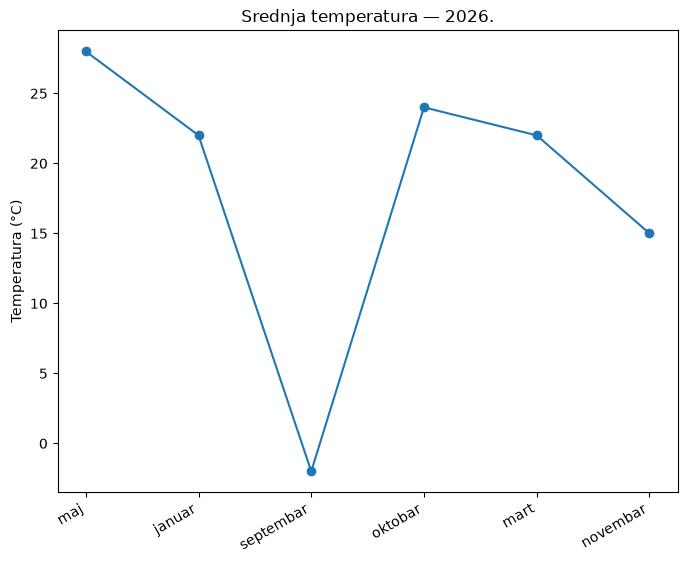 Srednja temperatura — 2026.
Temperatura (°C)
25
20
15
10
5
0
maj
januar
septembar
oktobar
mart
novembar